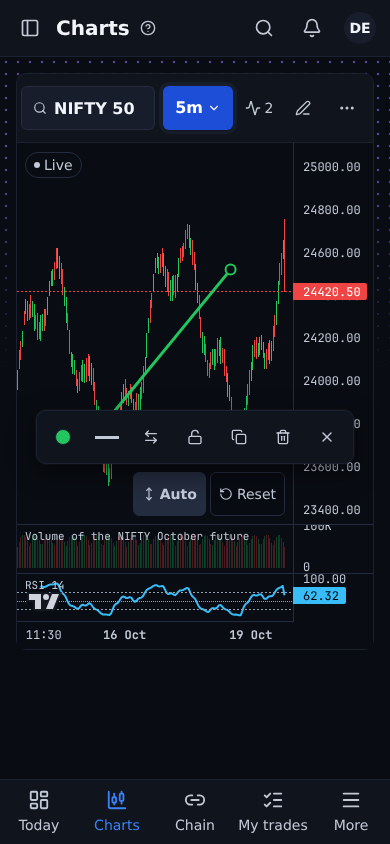 Charts
DE
NIFTY 50
5m
2
Live
25000.00
24800.00
24600.00
24420.50
24200.00
24000.00
23600.00
23400.00
Auto
Reset
Volume of the NIFTY October future
100K
0
RSI 14
100.00
62.32
11:30
16 Oct
19 Oct
Today
Charts
Chain
My trades
More